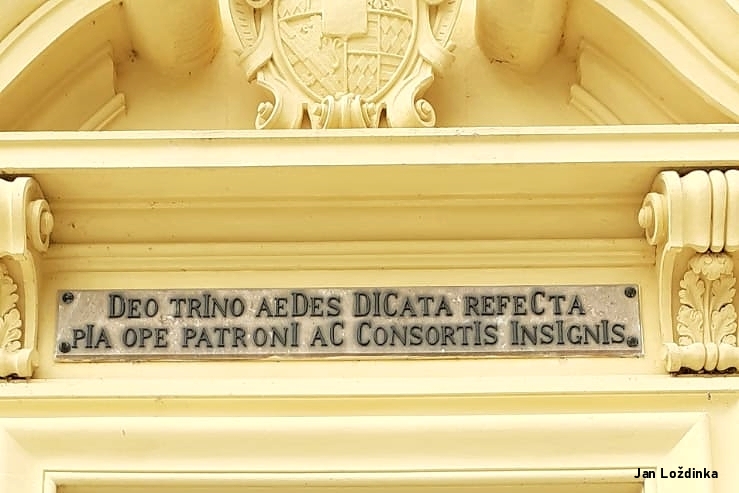 DEO TRINO AEDES DICATA REFECTA
PIA OPE PATRONI AC CONSORTIS INSIGNIS.
Jan Loždinka